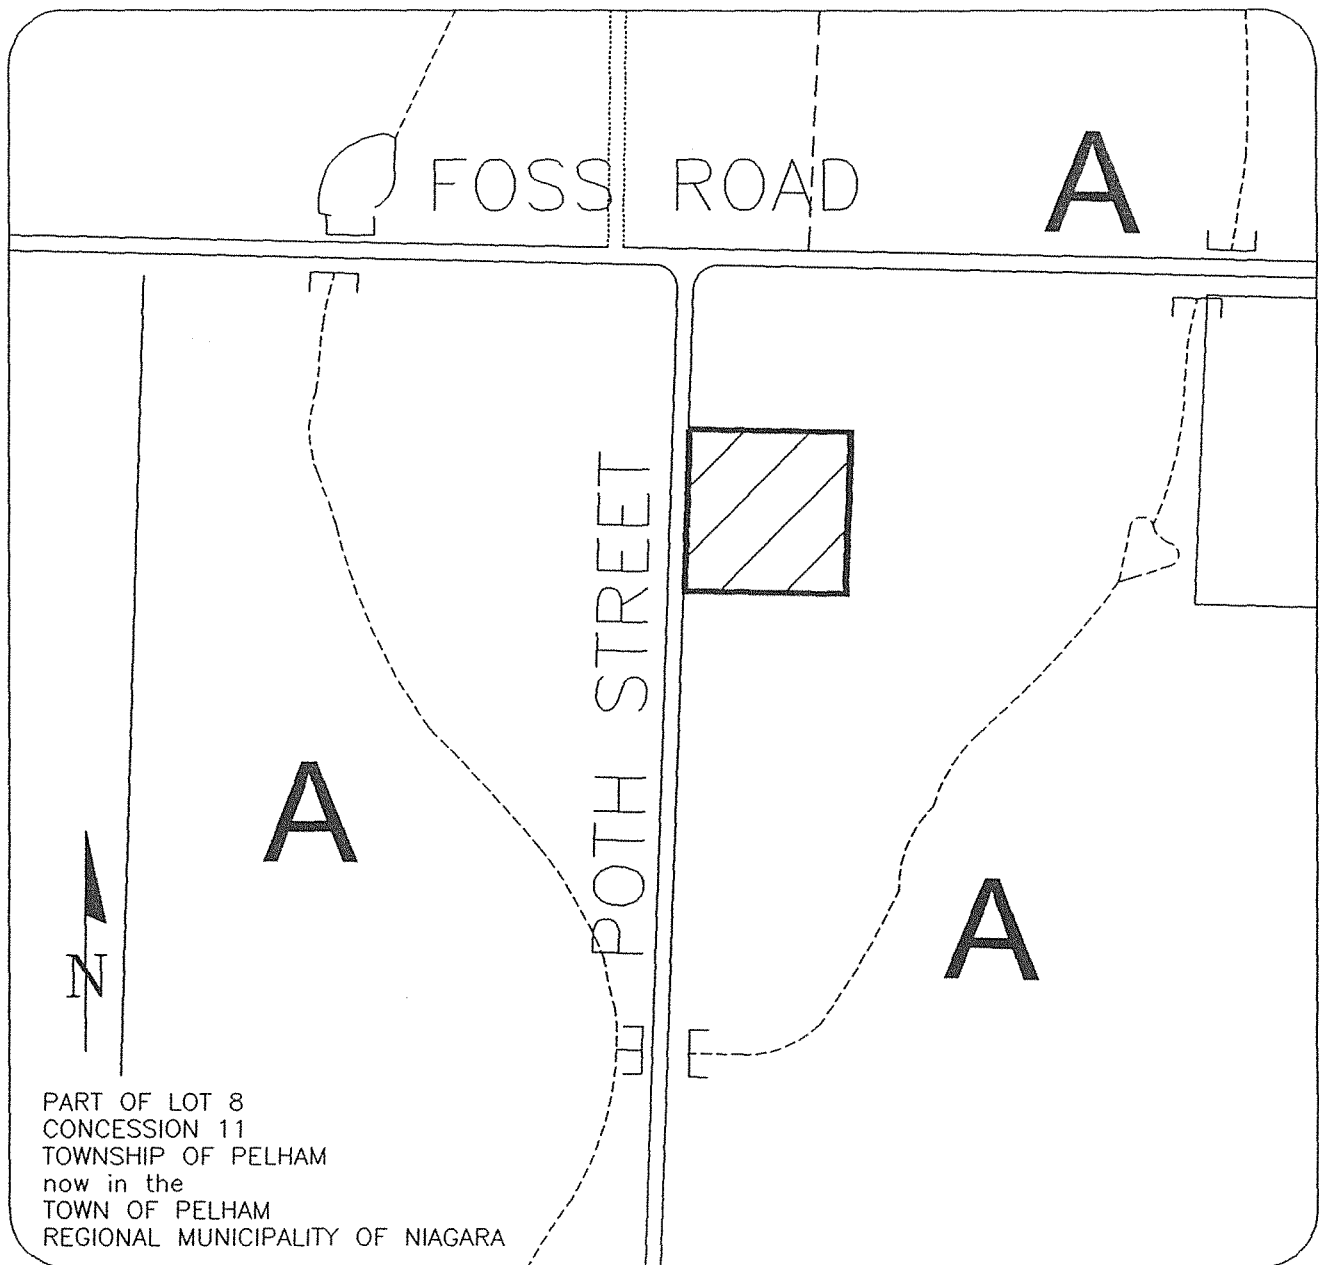 FOSS ROAD
A
POTH STREET
A
A
N
PART OF LOT 8
CONCESSION 11
TOWNSHIP OF PELHAM
now in the
TOWN OF PELHAM
REGIONAL MUNICIPALITY OF NIAGARA